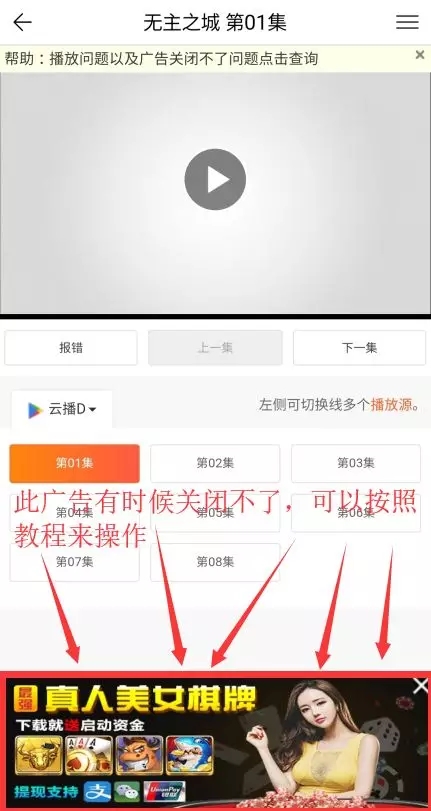 无主之城 第01集
帮助：播放问题以及广告关闭不了问题点击查询
报错
上一集
下一集
云播D
左侧可切换线多个播放源。
第01集
第02集
第03集
此广告有时候关闭不了，可以按照
第04集
第05集
第06集
教程来操作
第07集
第08集
最强
真人美女棋牌
下载就送启动资金
提现支持
UnionPay